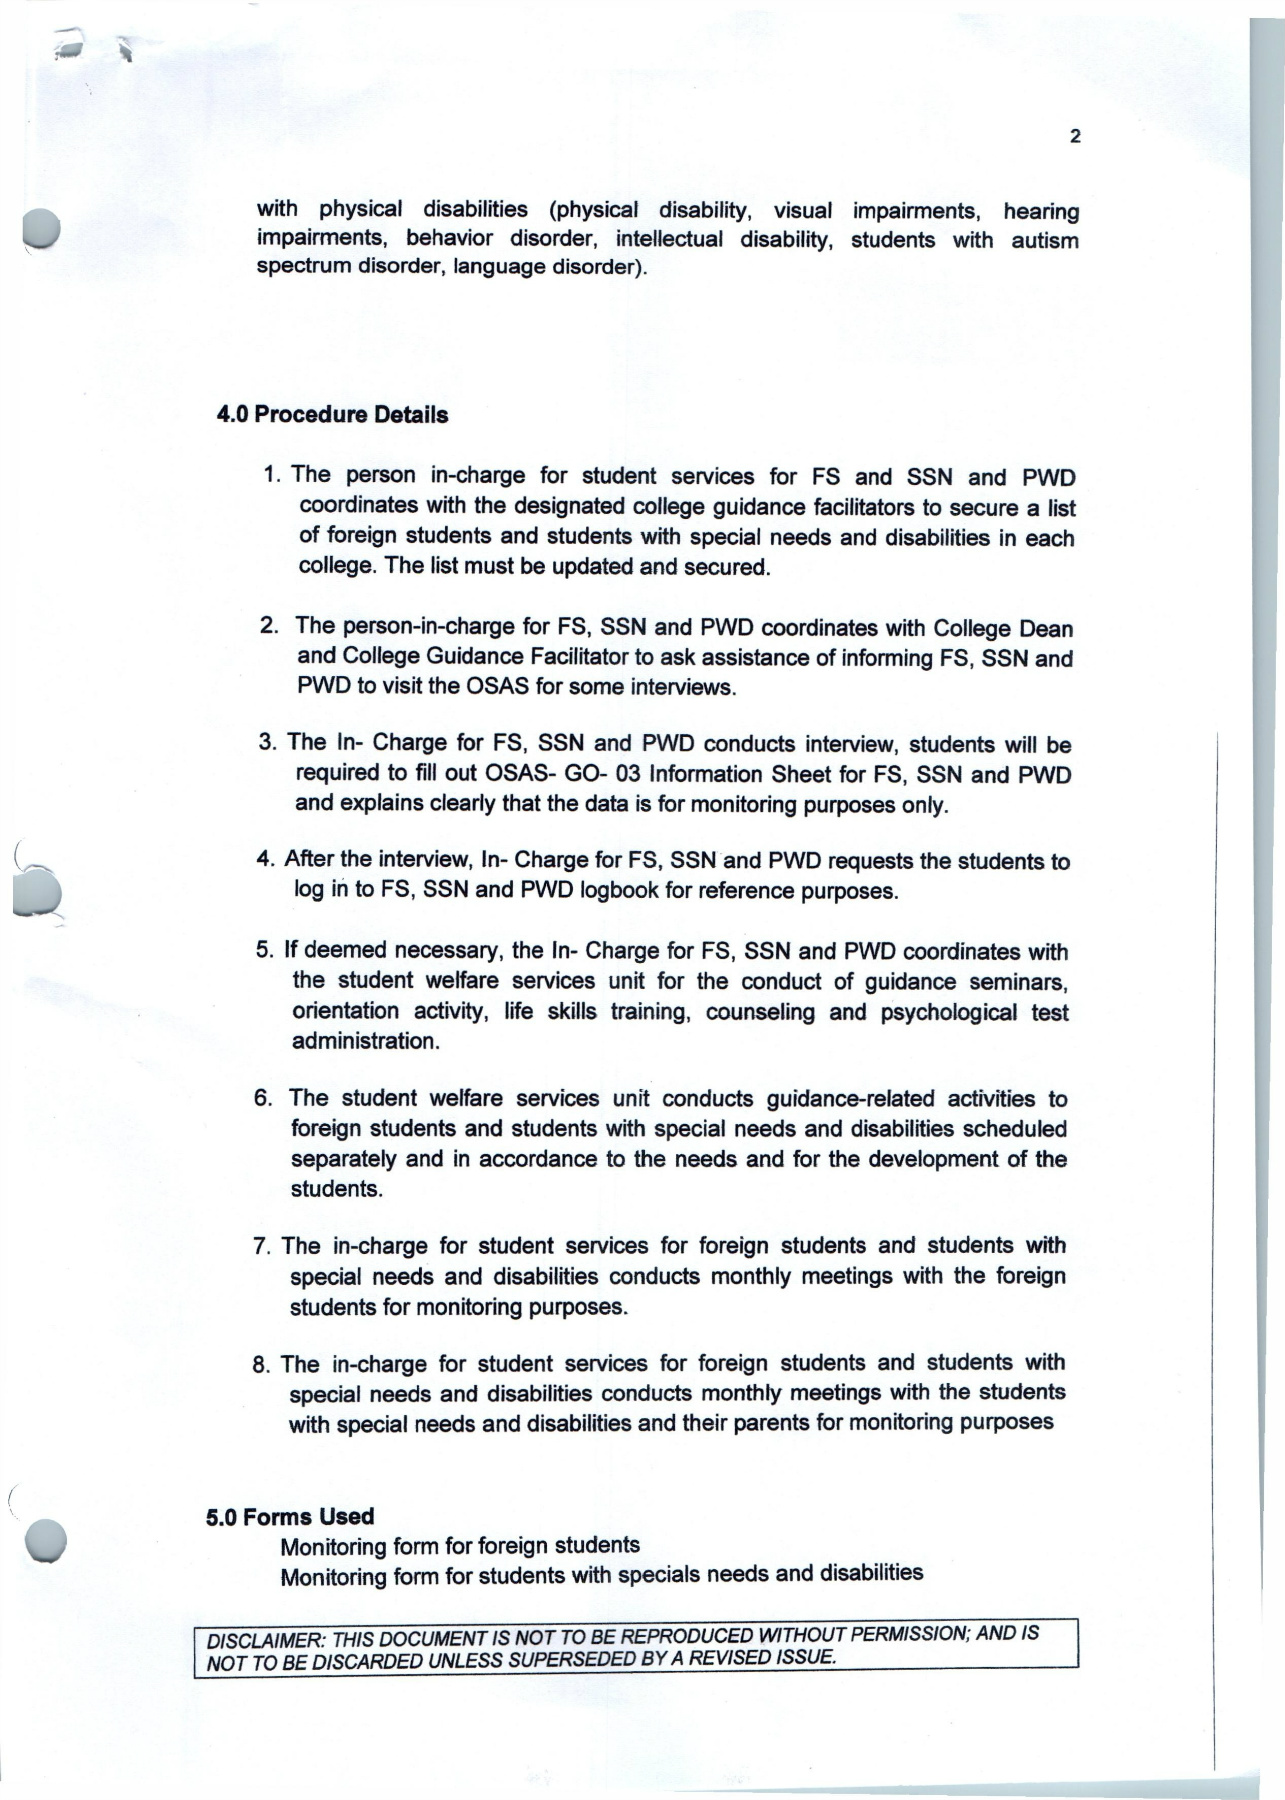 2
with physical disabilities (physical disability, visual impairments, hearing
impairments, behavior disorder, intellectual disability, students with autism
spectrum disorder, language disorder).
4.0 Procedure Details
1. The person in-charge for student services for FS and SSN and PWD
coordinates with the designated college guidance facilitators to secure a list
of foreign students and students with special needs and disabilities in each
college. The list must be updated and secured.
2. The person-in-charge for FS, SSN and PWD coordinates with College Dean
and College Guidance Facilitator to ask assistance of informing FS, SSN and
PWD to visit the OSAS for some interviews.
3. The In- Charge for FS, SSN and PWD conducts interview, students will be
required to fill out OSAS- GO- 03 Information Sheet for FS, SSN and PWD
and explains clearly that the data is for monitoring purposes only.
4. After the interview, In- Charge for FS, SSN and PWD requests the students to
log in to FS, SSN and PWD logbook for reference purposes.
5. If deemed necessary, the In- Charge for FS, SSN and PWD coordinates with
the student welfare services unit for the conduct of guidance seminars,
orientation activity, life skills training, counseling and psychological test
administration.
6. The student welfare services unit conducts guidance-related activities to
foreign students and students with special needs and disabilities scheduled
separately and in accordance to the needs and for the development of the
students.
7. The in-charge for student services for foreign students and students with
special needs and disabilities conducts monthly meetings with the foreign
students for monitoring purposes.
8. The in-charge for student services for foreign students and students with
special needs and disabilities conducts monthly meetings with the students
with special needs and disabilities and their parents for monitoring purposes
5.0 Forms Used
Monitoring form for foreign students
Monitoring form for students with specials needs and disabilities
DISCLAIMER: THIS DOCUMENT IS NOT TO BE REPRODUCED WITHOUT PERMISSION; AND IS
NOT TO BE DISCARDED UNLESS SUPERSEDED BY A REVISED ISSUE.